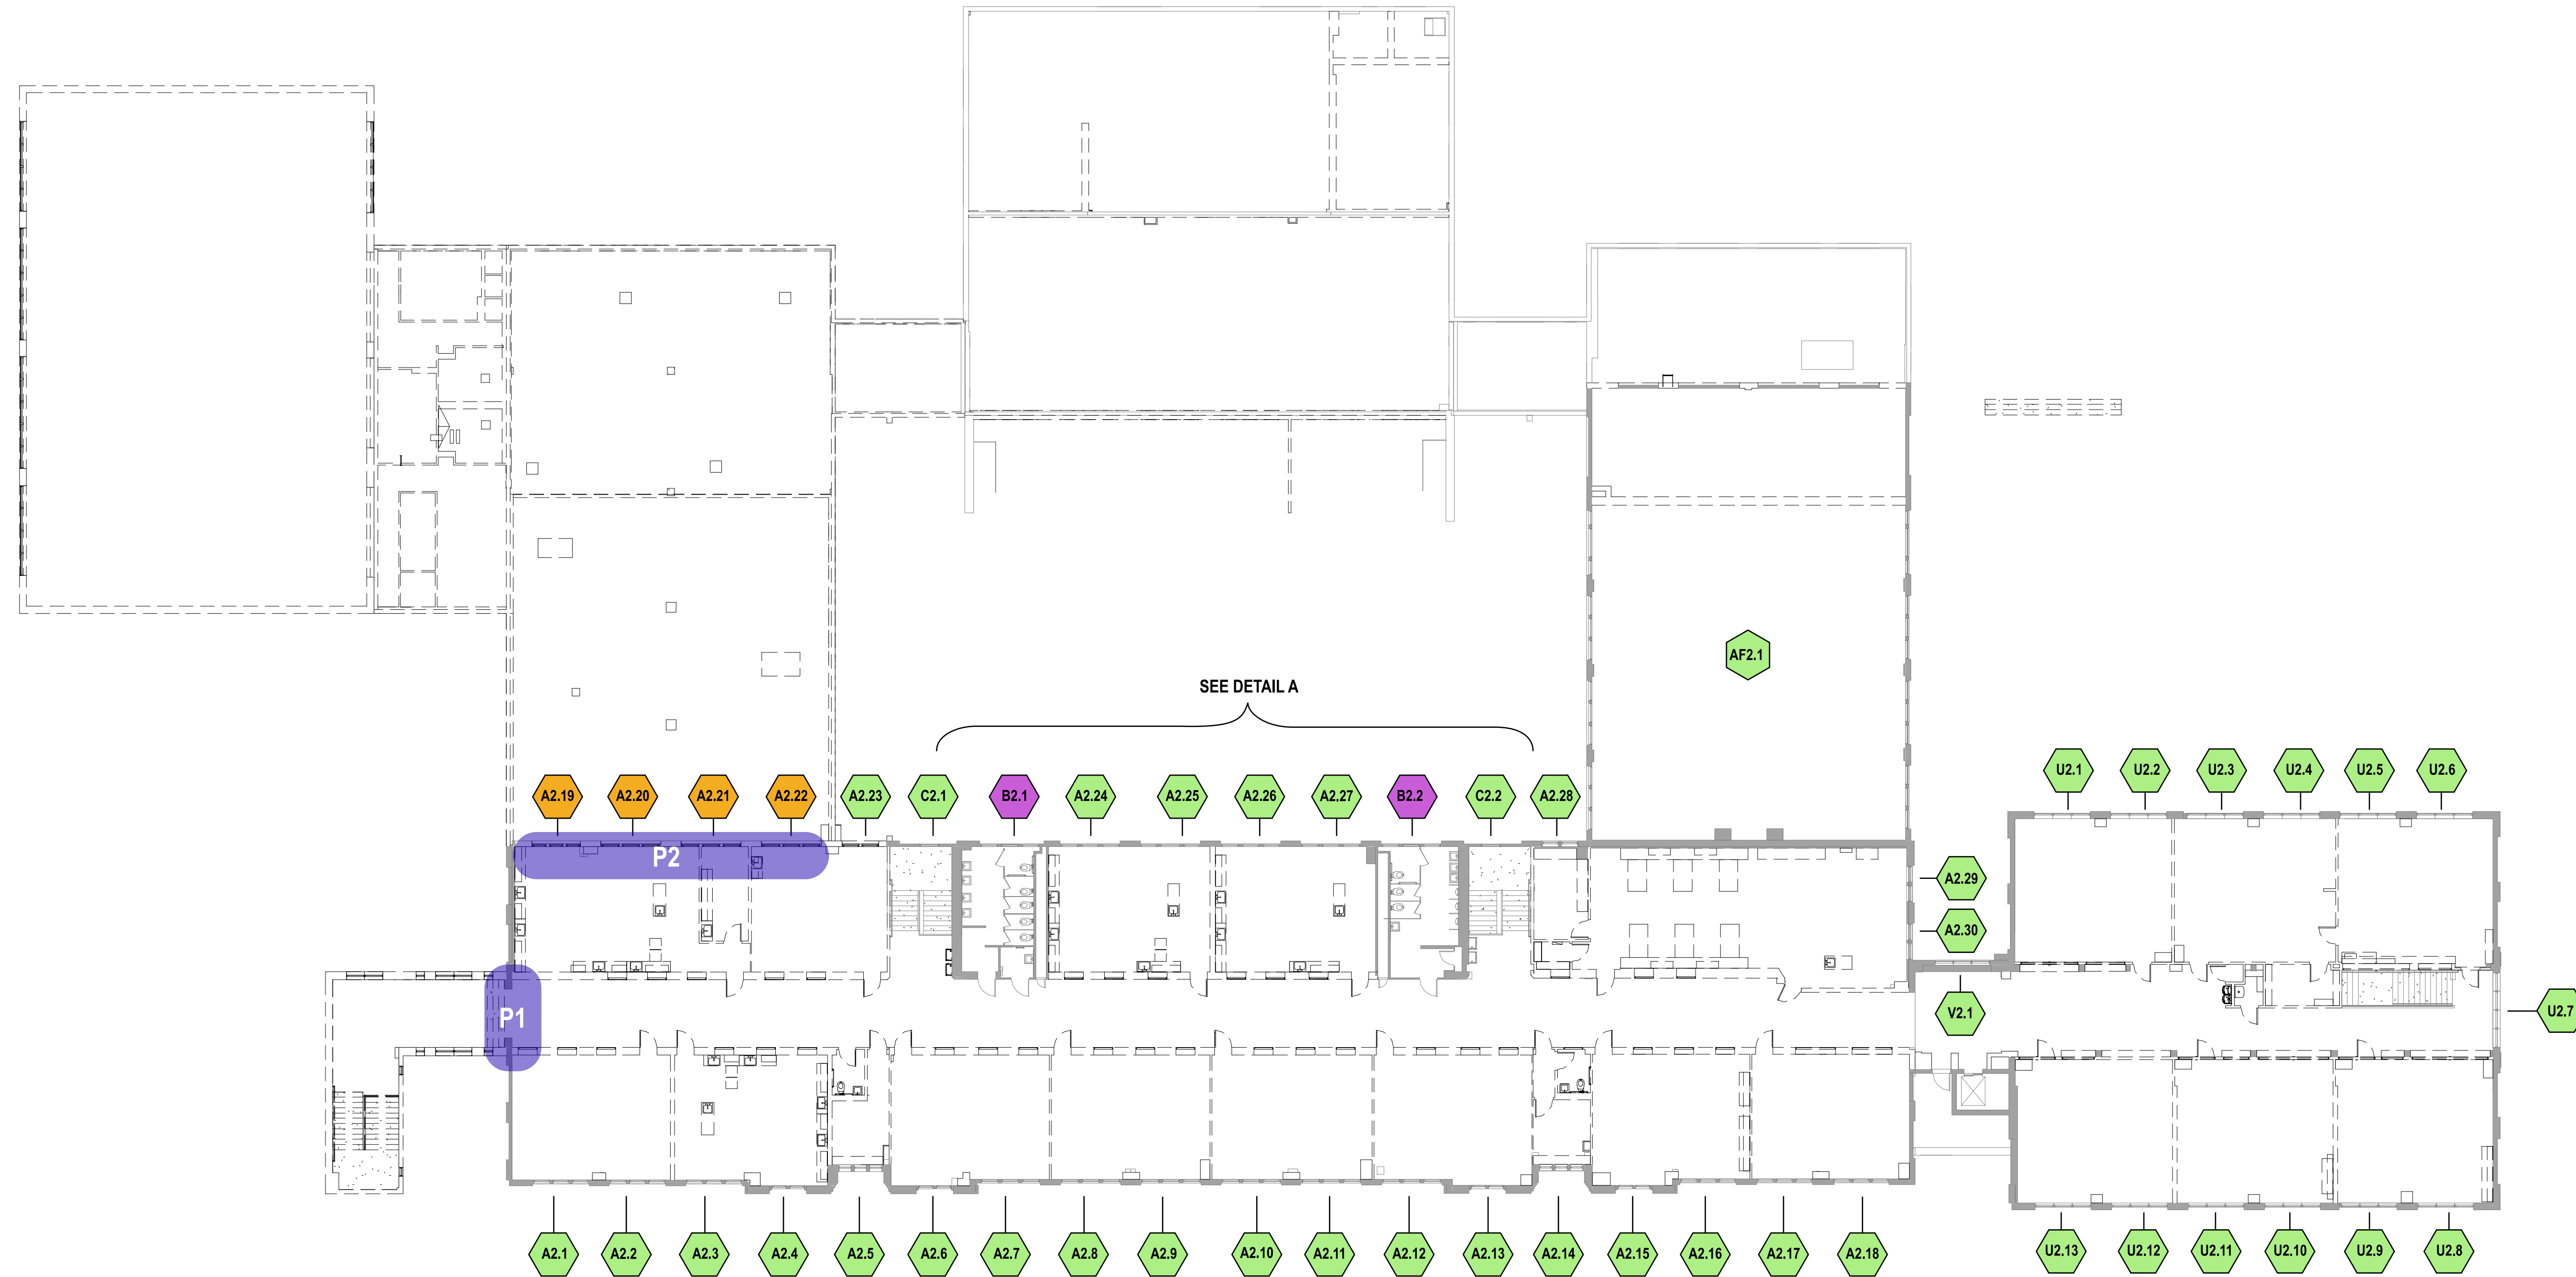 AF2.1
SEE DETAIL A
U2.1 U2.2 U2.3 U2.4 U2.5 U2.6
A2.19 A2.20 A2.21 A2.22 A2.23 C2.1 B2.1 A2.24 A2.25 A2.26 A2.27 B2.2 C2.2 A2.28
P2
A2.29
A2.30
P1
V2.1
U2.7
A2.1 A2.2 A2.3 A2.4 A2.5 A2.6 A2.7 A2.8 A2.9 A2.10 A2.11 A2.12 A2.13 A2.14 A2.15 A2.16 A2.17 A2.18
U2.13 U2.12 U2.11 U2.10 U2.9 U2.8